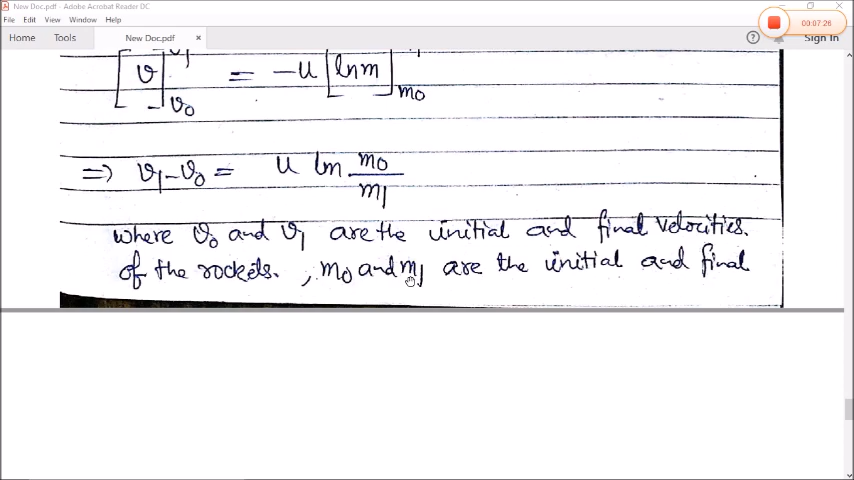 New Doc.pdf - Adobe Acrobat Reader DC
File Edit View Window Help
00:07:26
Home Tools New Doc.pdf × ? Sign In
[v]v₀ = -u [ln m]m₀
⇒ v₁-v₀ = u ln m₀/m₁
where v₀ and v₁ are the initial and final velocities.
of the rockets. , m₀ and m₁ are the initial and final